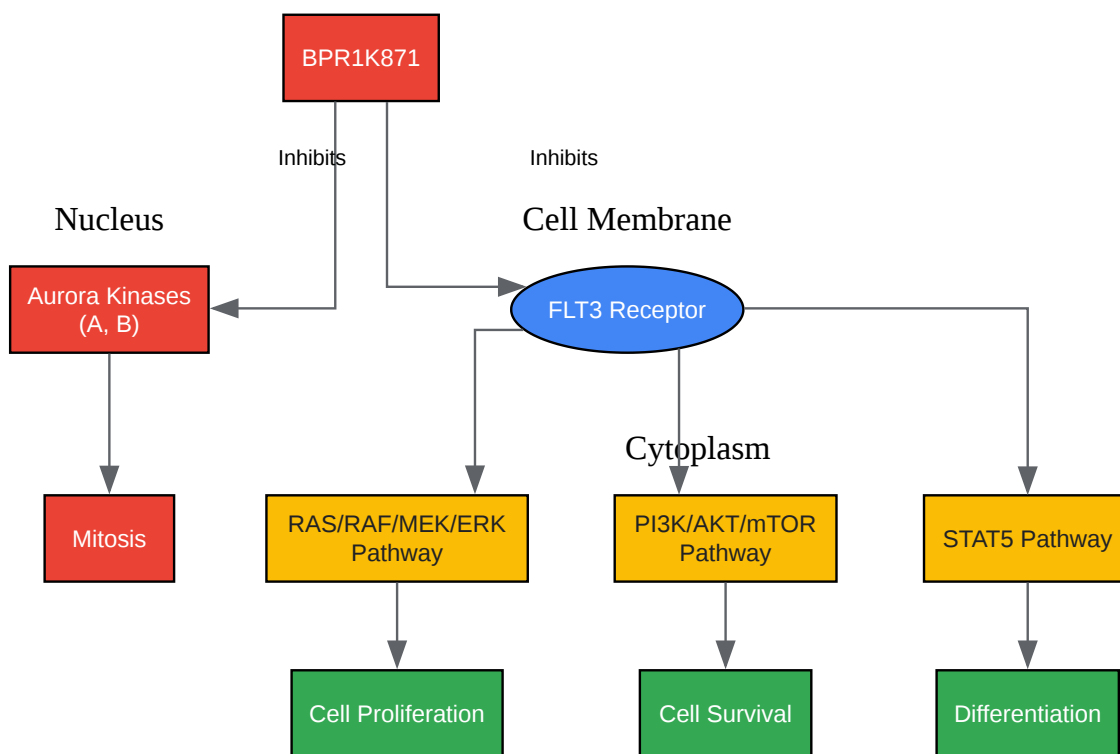 BPR1K871
Inhibits
Inhibits
Nucleus
Cell Membrane
Aurora Kinases
(A, B)
FLT3 Receptor
Cytoplasm
Mitosis
RAS/RAF/MEK/ERK
Pathway
PI3K/AKT/mTOR
Pathway
STAT5 Pathway
Cell Proliferation
Cell Survival
Differentiation